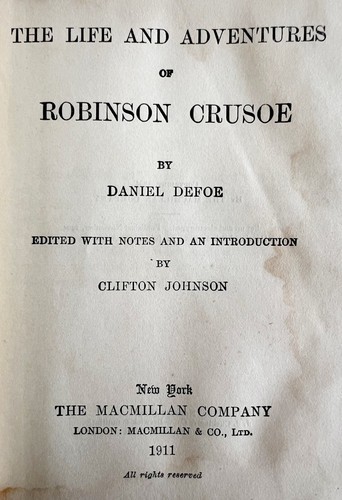 THE LIFE AND ADVENTURES
OF
ROBINSON CRUSOE
BY
DANIEL DEFOE
EDITED WITH NOTES AND AN INTRODUCTION
BY
CLIFTON JOHNSON
New York
THE MACMILLAN COMPANY
LONDON: MACMILLAN & CO., LTD.
1911
All rights reserved